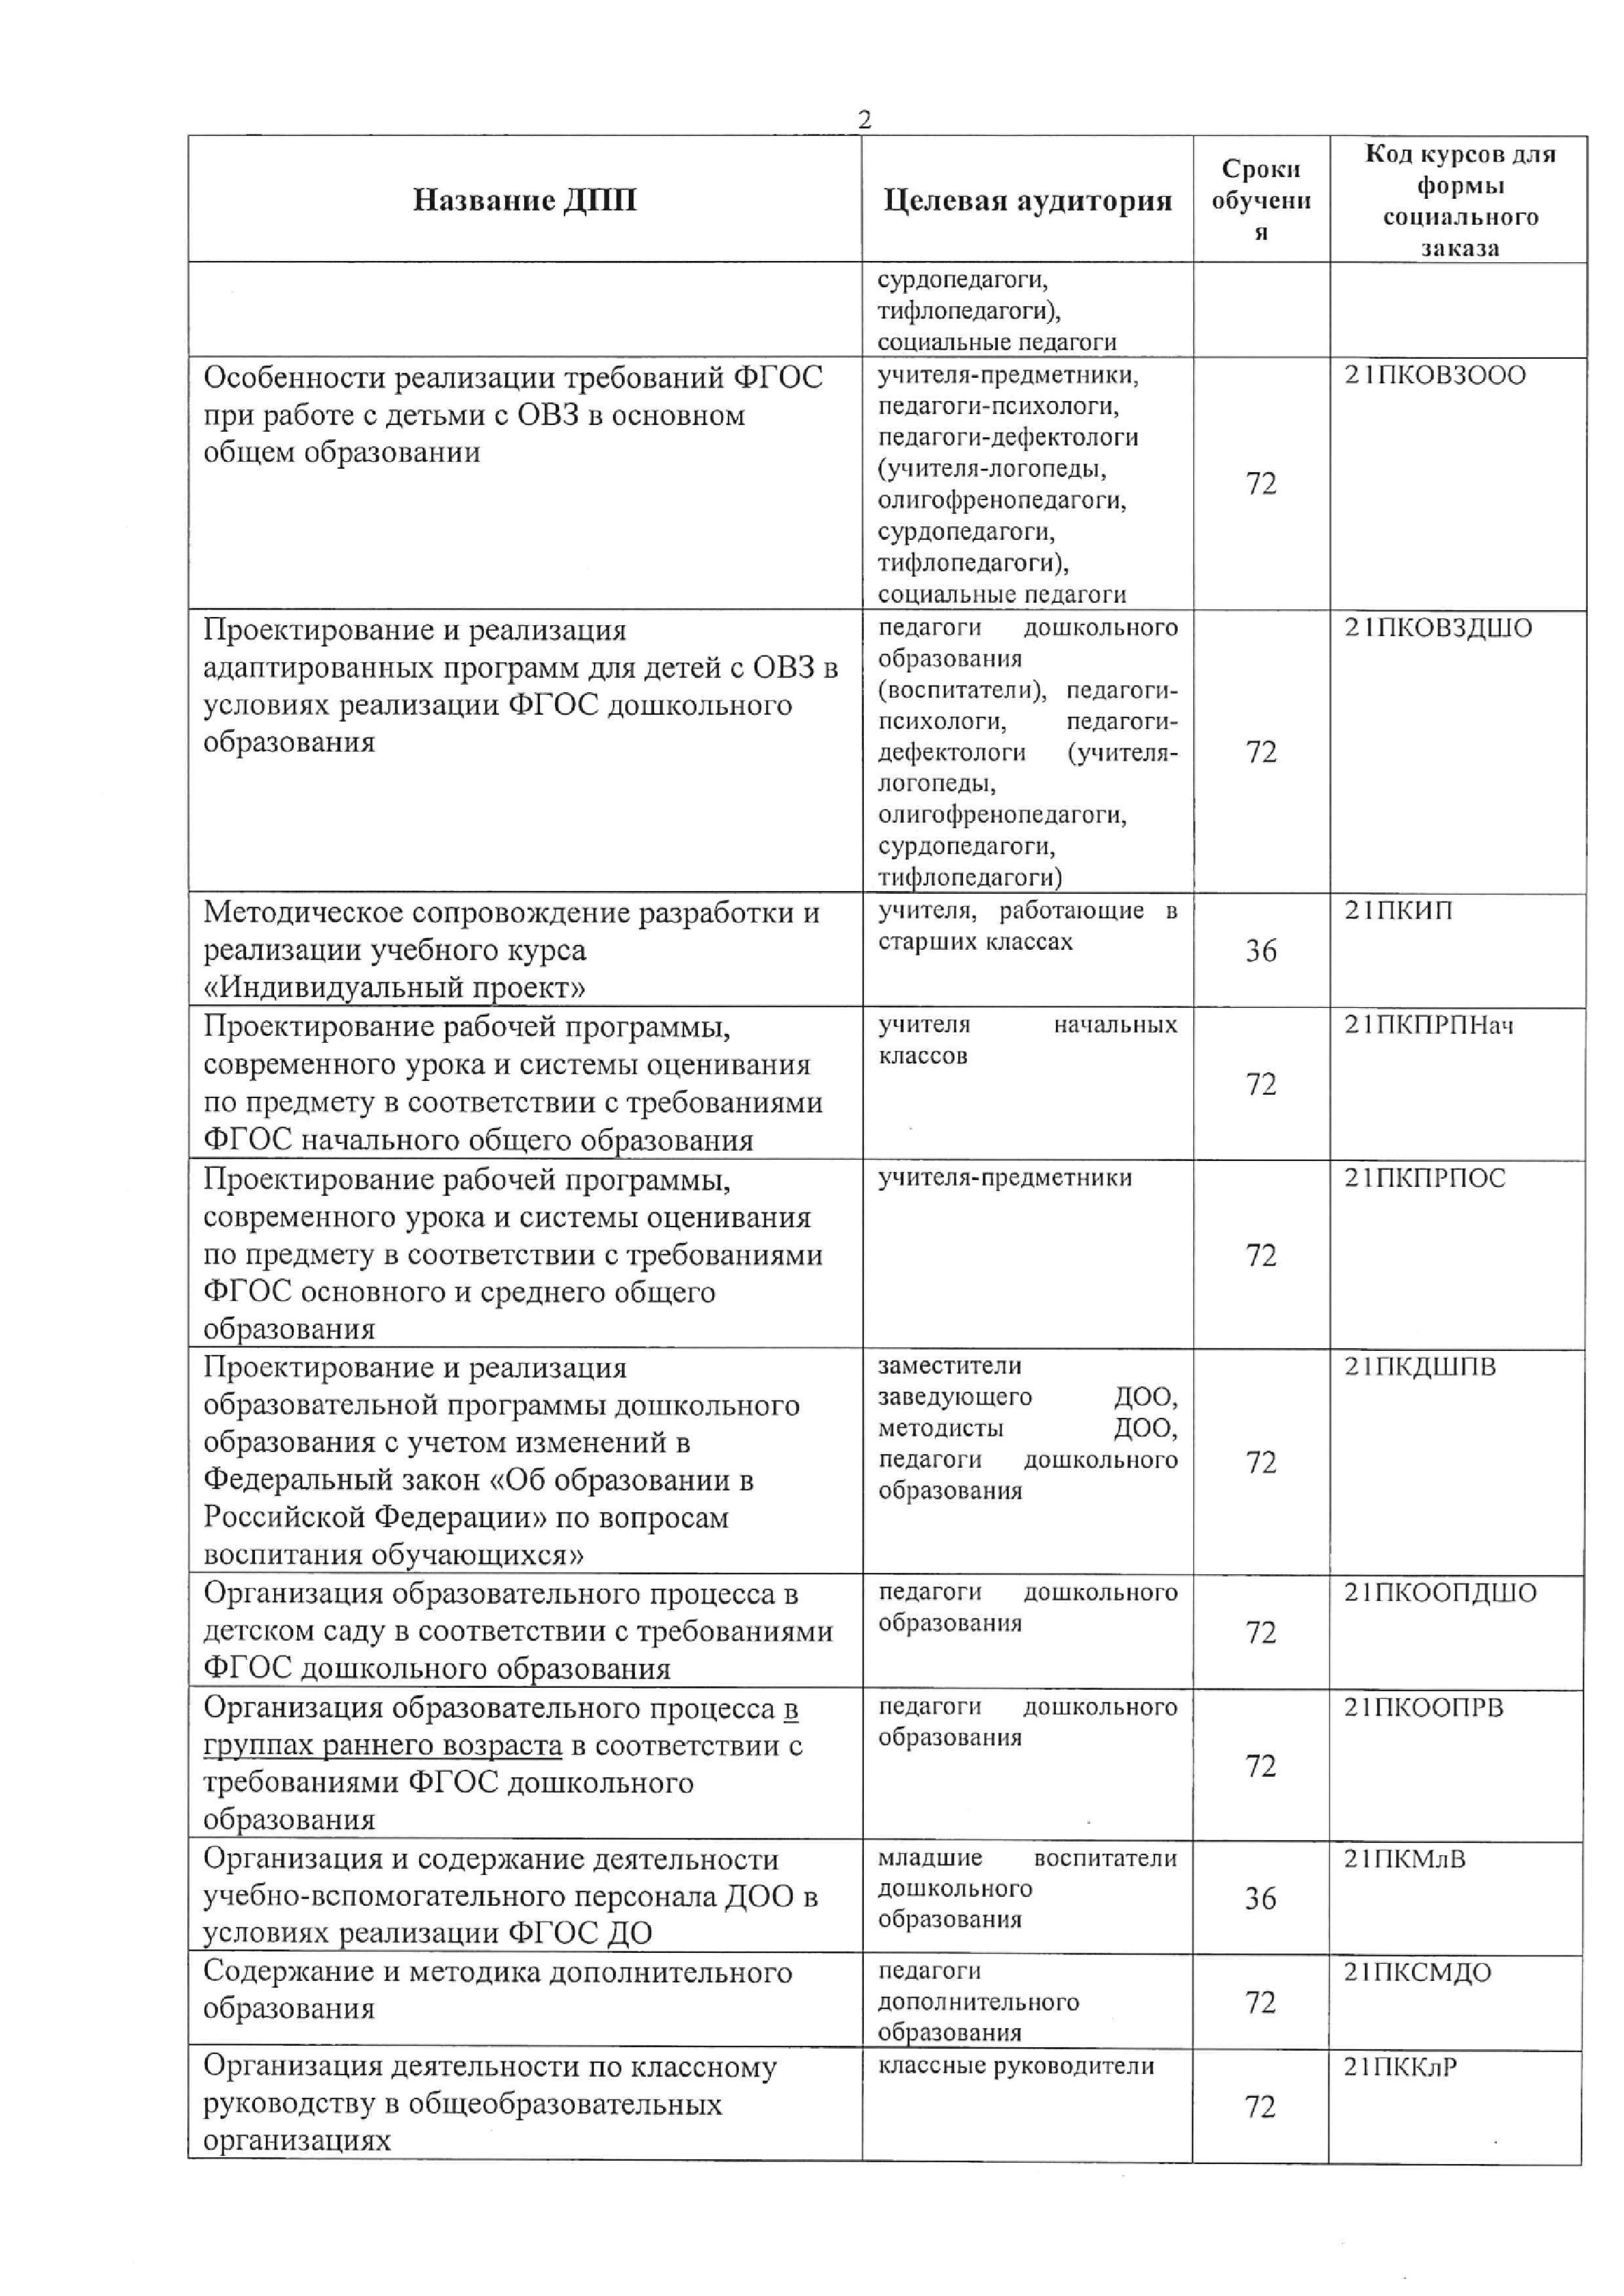 2
Название ДПП
Целевая аудитория
Сроки
обучени
я
Код курсов для
формы
социального
заказа
сурдопедагоги,
тифлопедагоги),
социальные педагоги
Особенности реализации требований ФГОС
при работе с детьми с ОВЗ в основном
общем образовании
учителя-предметники,
педагоги-психологи,
педагоги-дефектологи
(учителя-логопеды,
олигофренопедагоги,
сурдопедагоги,
тифлопедагоги),
социальные педагоги
72
21ПКОВЗООО
Проектирование и реализация
адаптированных программ для детей с ОВЗ в
условиях реализации ФГОС дошкольного
образования
педагоги дошкольного
образования
(воспитатели), педагоги-
психологи, педагоги-
дефектологи (учителя-
логопеды,
олигофренопедагоги,
сурдопедагоги,
тифлопедагоги)
72
21ПКОВЗДШО
Методическое сопровождение разработки и
реализации учебного курса
«Индивидуальный проект»
учителя, работающие в
старших классах
36
21ПКИП
Проектирование рабочей программы,
современного урока и системы оценивания
по предмету в соответствии с требованиями
ФГОС начального общего образования
учителя начальных
классов
72
21ПКПРПНач
Проектирование рабочей программы,
современного урока и системы оценивания
по предмету в соответствии с требованиями
ФГОС основного и среднего общего
образования
учителя-предметники
72
21ПКПРПОС
Проектирование и реализация
образовательной программы дошкольного
образования с учетом изменений в
Федеральный закон «Об образовании в
Российской Федерации» по вопросам
воспитания обучающихся»
заместители
заведующего ДОО,
методисты ДОО,
педагоги дошкольного
образования
72
21ПКДШПВ
Организация образовательного процесса в
детском саду в соответствии с требованиями
ФГОС дошкольного образования
педагоги дошкольного
образования
72
21ПКООПДШО
Организация образовательного процесса в
группах раннего возраста в соответствии с
требованиями ФГОС дошкольного
образования
педагоги дошкольного
образования
72
21ПКООПРВ
Организация и содержание деятельности
учебно-вспомогательного персонала ДОО в
условиях реализации ФГОС ДО
младшие воспитатели
дошкольного
образования
36
21ПКМлВ
Содержание и методика дополнительного
образования
педагоги
дополнительного
образования
72
21ПКСМДО
Организация деятельности по классному
руководству в общеобразовательных
организациях
классные руководители
72
21ПККлР